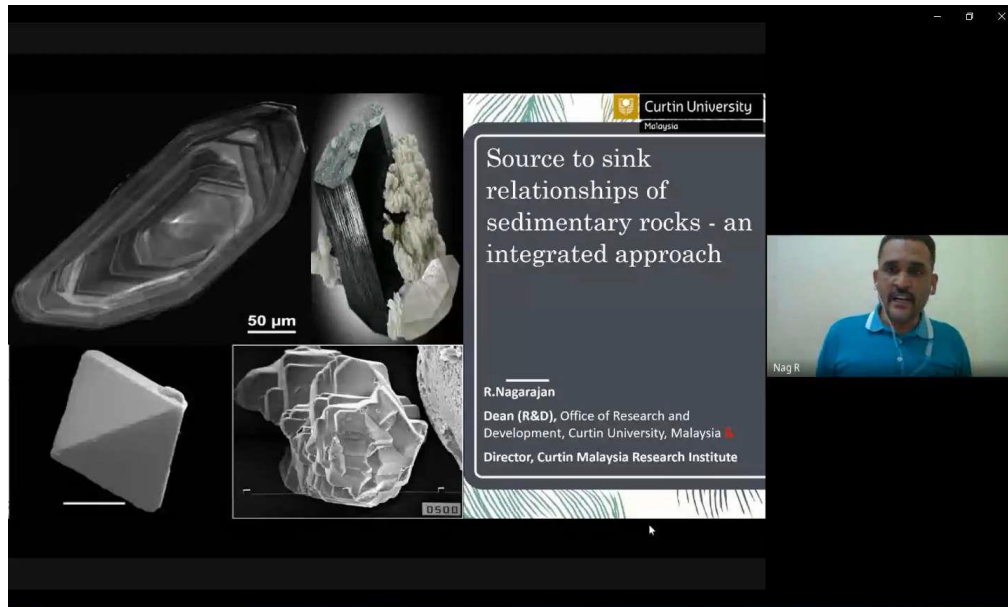 Curtin University
Malaysia
Source to sink
relationships of
sedimentary rocks - an
integrated approach
50 μm
R.Nagarajan
Dean (R&D), Office of Research and
Development, Curtin University, Malaysia &
Director, Curtin Malaysia Research Institute
0500
Nag R